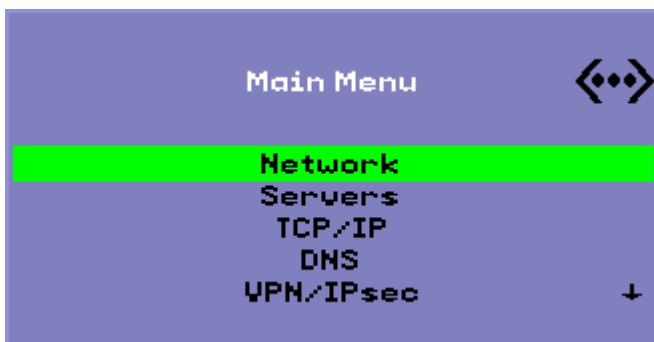 Main Menu
Network
Servers
TCP/IP
DNS
VPN/IPsec